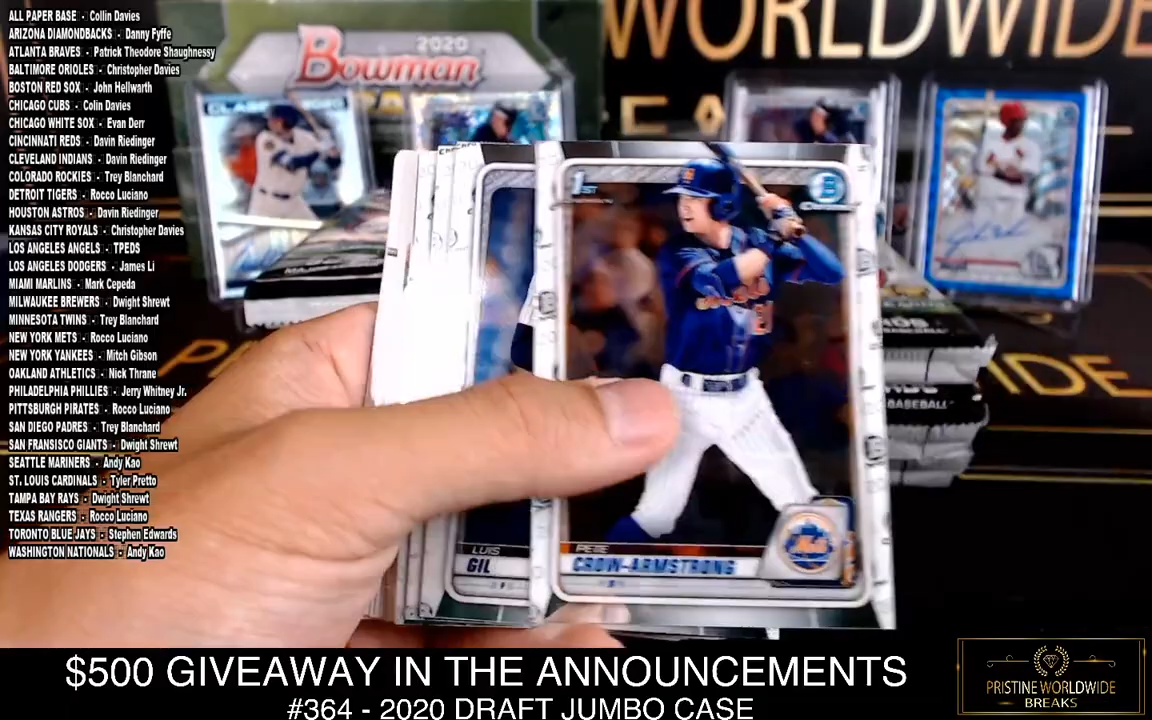 ALL PAPER BASE - Collin Davies
ARIZONA DIAMONDBACKS - Danny Fyffe
ATLANTA BRAVES - Patrick Theodore Shaughnessy
BALTIMORE ORIOLES - Christopher Davies
BOSTON RED SOX - John Hellwarth
CHICAGO CUBS - Colin Davies
CHICAGO WHITE SOX - Evan Derr
CINCINNATI REDS - Davin Riedinger
CLEVELAND INDIANS - Davin Riedinger
COLORADO ROCKIES - Trey Blanchard
DETROIT TIGERS - Rocco Luciano
HOUSTON ASTROS - Davin Riedinger
KANSAS CITY ROYALS - Christopher Davies
LOS ANGELES ANGELS - TPEDS
LOS ANGELES DODGERS - James Li
MIAMI MARLINS - Mark Cepeda
MILWAUKEE BREWERS - Dwight Shrewt
MINNESOTA TWINS - Trey Blanchard
NEW YORK METS - Rocco Luciano
NEW YORK YANKEES - Mitch Gibson
OAKLAND ATHLETICS - Nick Thrane
PHILADELPHIA PHILLIES - Jerry Whitney Jr.
PITTSBURGH PIRATES - Rocco Luciano
SAN DIEGO PADRES - Trey Blanchard
SAN FRANSISCO GIANTS - Dwight Shrewt
SEATTLE MARINERS - Andy Kao
ST. LOUIS CARDINALS - Tyler Pretto
TAMPA BAY RAYS - Dwight Shrewt
TEXAS RANGERS - Rocco Luciano
TORONTO BLUE JAYS - Stephen Edwards
WASHINGTON NATIONALS - Andy Kao
WORLDWIDE
2020
Bowman
1ST
B
Mets
LUIS
GIL
PETE
CROW-ARMSTRONG
IDE
BASEBALL
$500 GIVEAWAY IN THE ANNOUNCEMENTS
#364 - 2020 DRAFT JUMBO CASE
PRISTINE WORLDWIDE
BREAKS